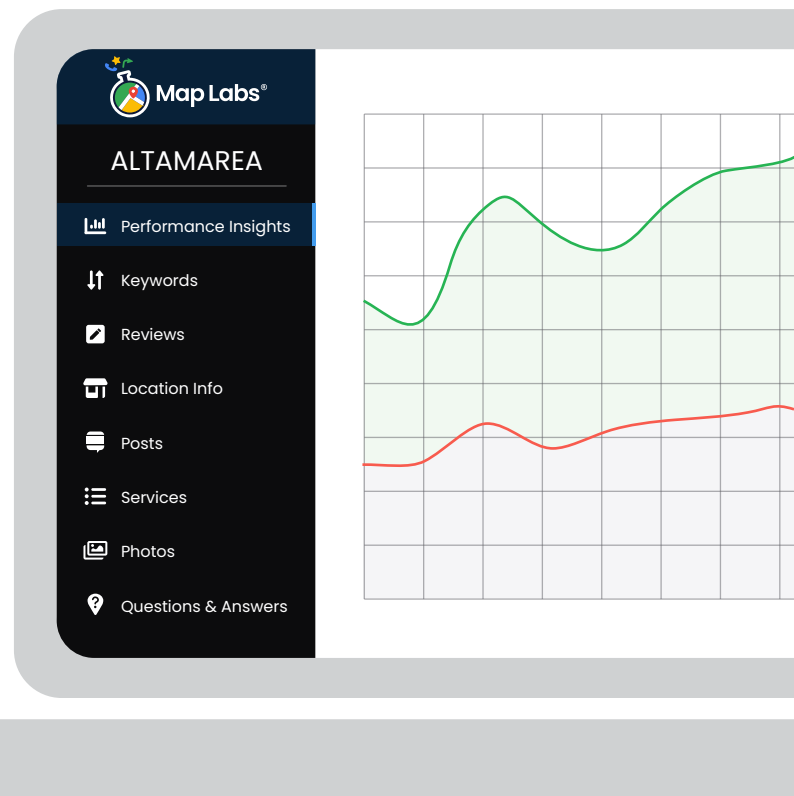 Map Labs®
ALTAMAREA
Performance Insights
Keywords
Reviews
Location Info
Posts
Services
Photos
Questions & Answers